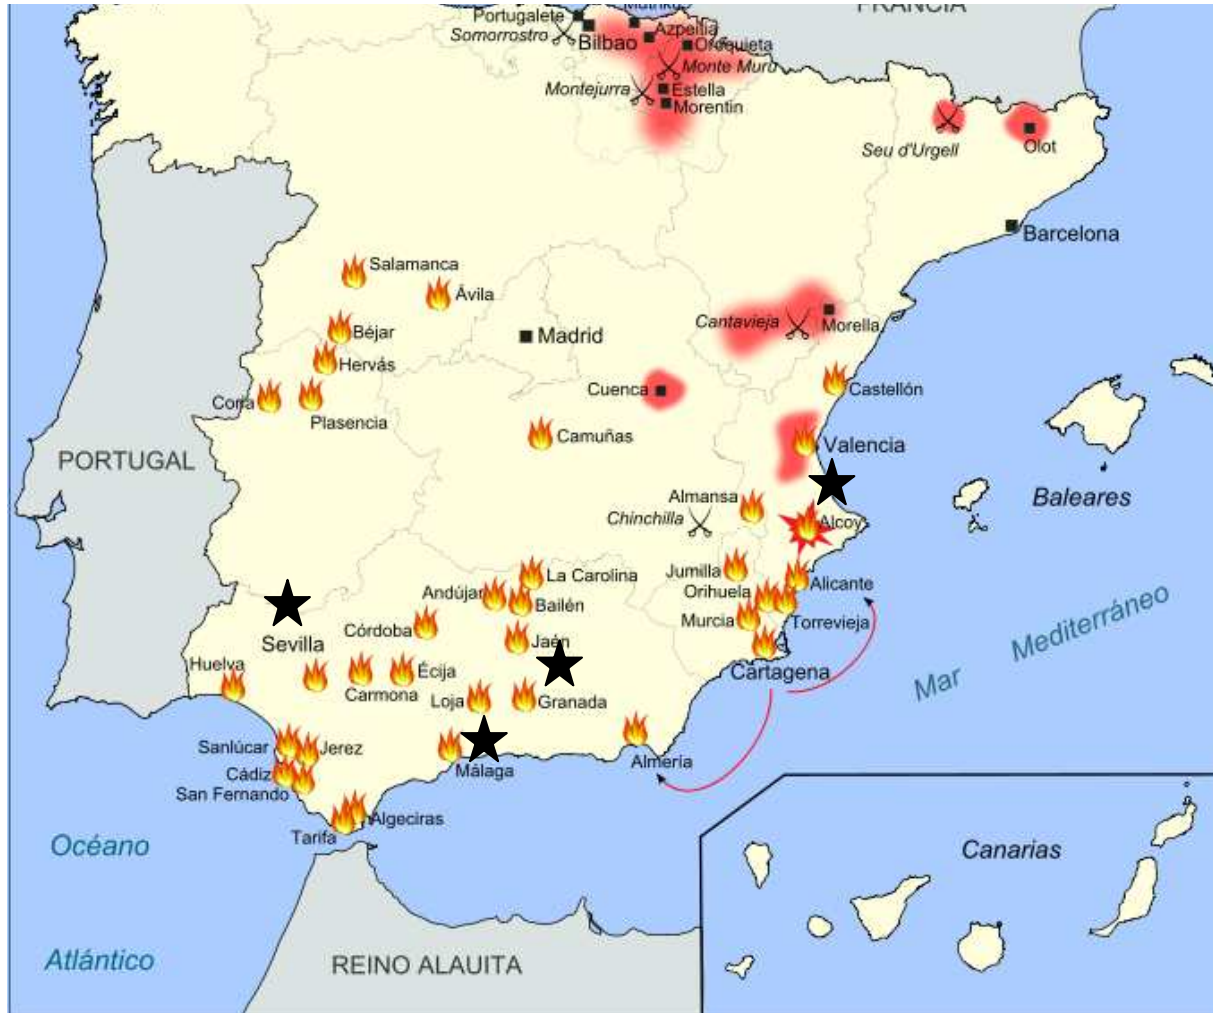 FRANCIA
Portugalete
Somorrostro
Bilbao
Azpeitia
Oroquieta
Monte Muru
Montejurra
Estella
Morentin
Seu d'Urgell
Olot
Barcelona
Salamanca
Ávila
Béjar
Madrid
Cantavieja
Morella
Hervás
Cuenca
Castellón
Coria
Plasencia
Camuñas
Valencia
PORTUGAL
Almansa
Baleares
Chinchilla
Alcoy
Jumilla
La Carolina
Andújar
Alicante
Orihuela
Bailén
Mar Mediterráneo
Murcia
Torrevieja
Córdoba
Sevilla
Jaén
Huelva
Écija
Cartagena
Carmona
Loja
Granada
Sanlúcar
Jerez
Almería
Málaga
Cádiz
San Fernando
Algeciras
Tarifa
Océano
Atlántico
Canarias
REINO ALAUITA